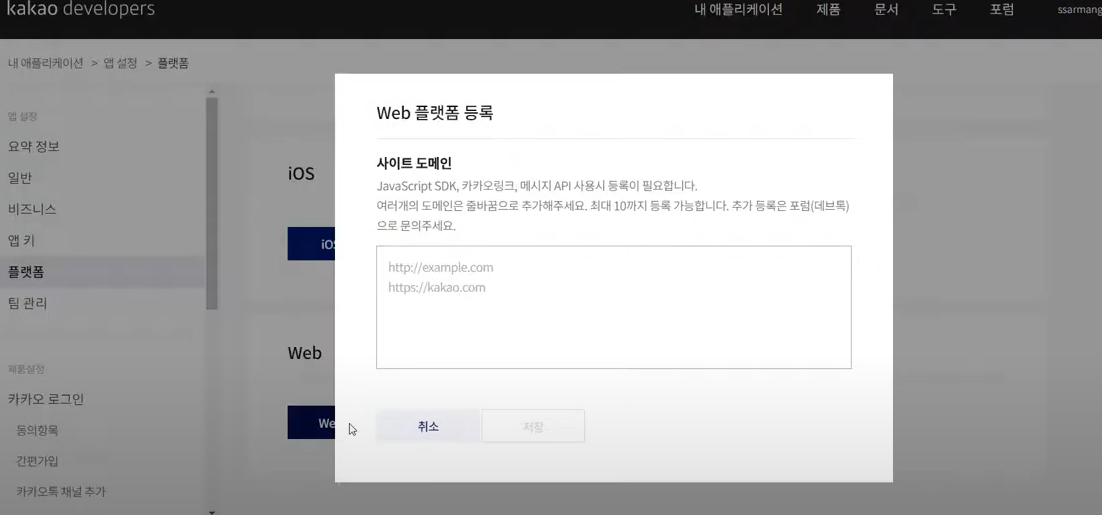 kakao developers
내 애플리케이션 제품 문서 도구 포럼 ssarmang
내 애플리케이션 > 앱 설정 > 플랫폼
앱 설정
요약 정보
일반
비즈니스
앱 키
플랫폼
팀 관리
제품설정
카카오 로그인
동의항목
간편가입
카카오톡 채널 추가
iOS
iOS
Web
We
Web 플랫폼 등록
사이트 도메인
JavaScript SDK, 카카오링크, 메시지 API 사용시 등록이 필요합니다.
여러개의 도메인은 줄바꿈으로 추가해주세요. 최대 10까지 등록 가능합니다. 추가 등록은 포럼(데브톡)
으로 문의주세요.
http://example.com
https://kakao.com
취소 저장